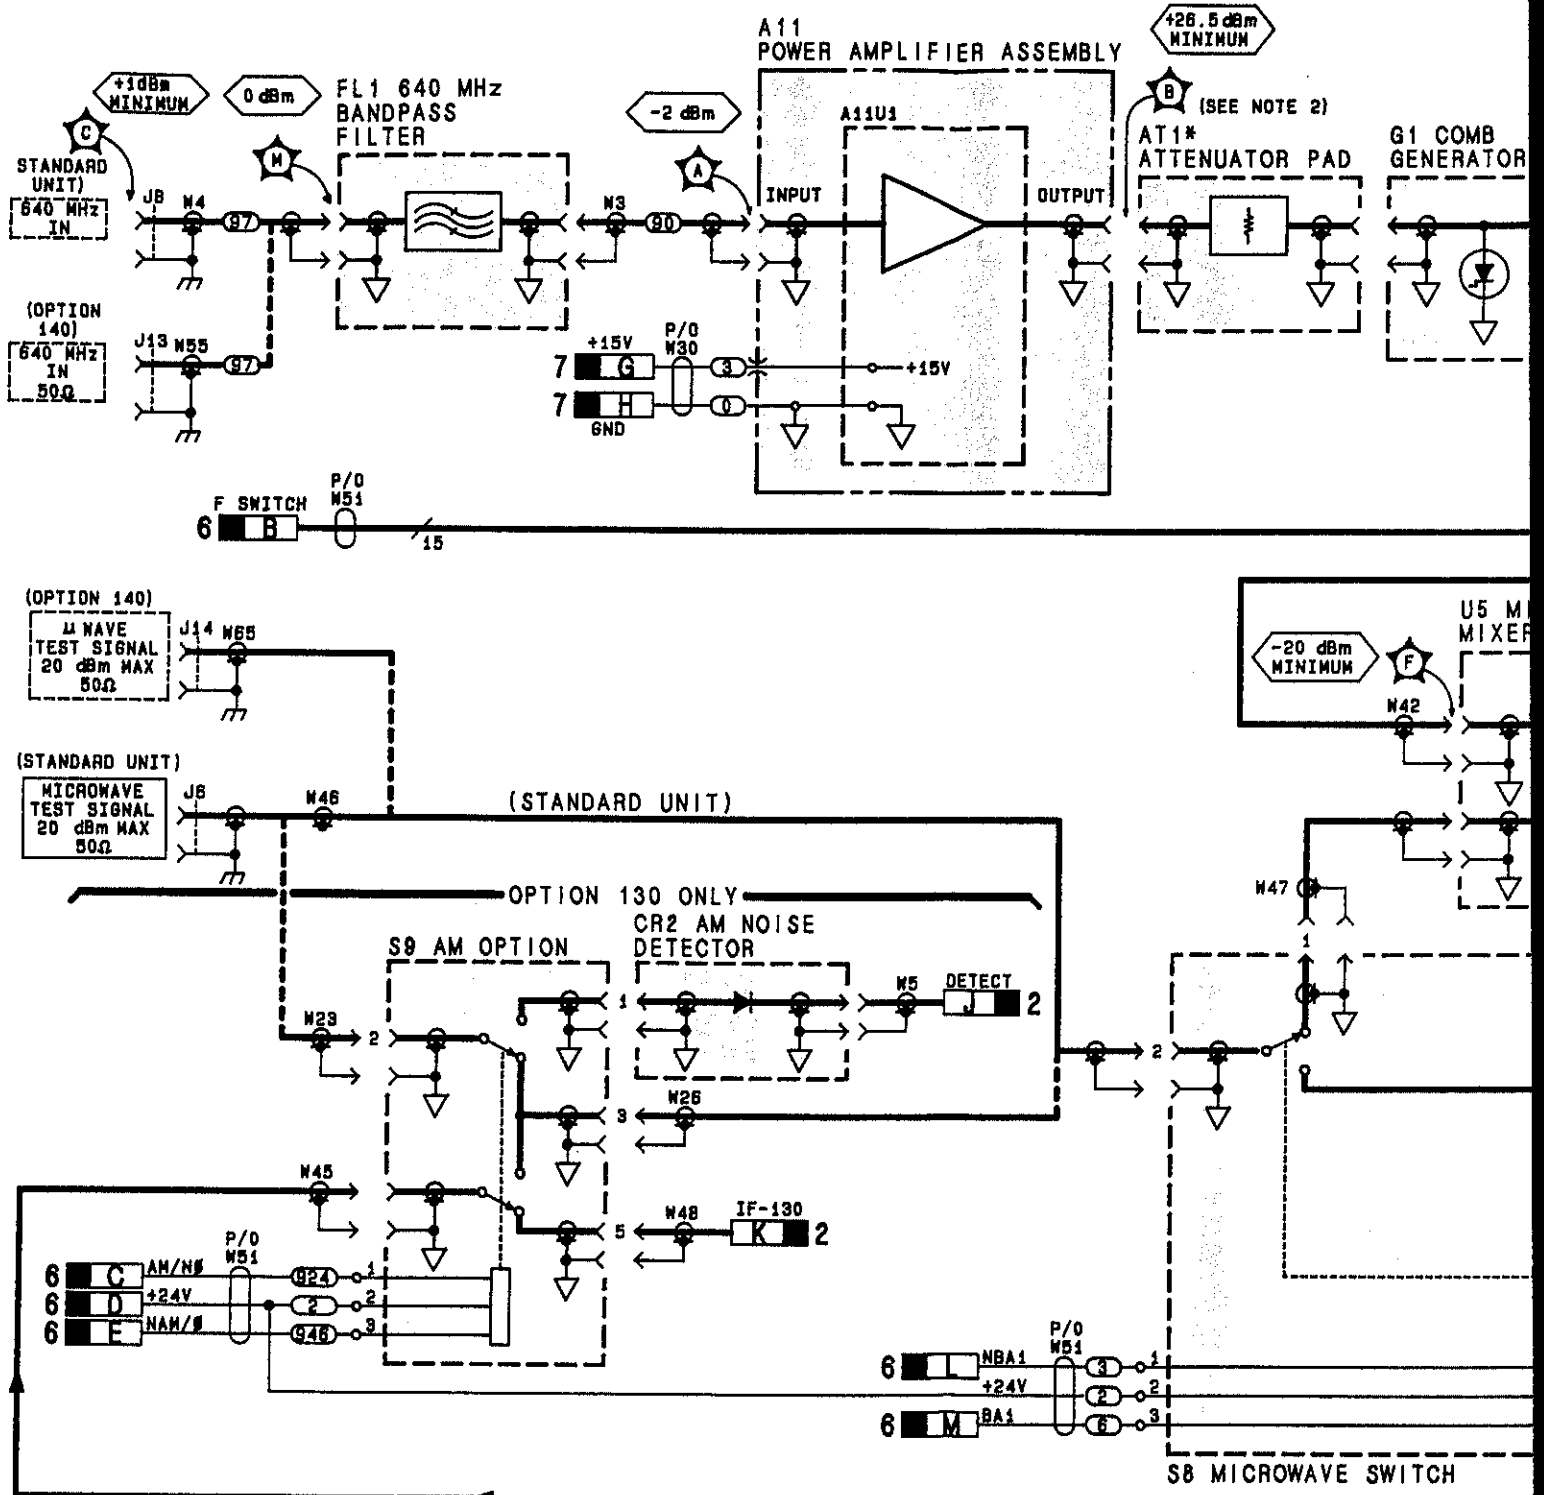 A11
POWER AMPLIFIER ASSEMBLY
+26.5 dBm
MINIMUM
+1dBm
MINIMUM
0 dBm
FL1 640 MHz
BANDPASS
FILTER
-2 dBm
B
(SEE NOTE 2)
AT1*
ATTENUATOR PAD
G1 COMB
GENERATOR
C
M
A
A11U1
STANDARD
UNIT)
640 MHz
IN
J8
W4
97
W3
90
INPUT
OUTPUT
(OPTION
140)
640 MHz
IN
50Ω
J13
W55
97
+15V
P/O
W30
7
G
3
+15V
7
H
0
GND
P/O
W51
F SWITCH
6
B
15
(OPTION 140)
μ WAVE
TEST SIGNAL
20 dBm MAX
50Ω
J14
W65
U5 MI
MIXER
-20 dBm
MINIMUM
F
W42
(STANDARD UNIT)
MICROWAVE
TEST SIGNAL
20 dBm MAX
50Ω
J6
W46
(STANDARD UNIT)
W47
1
OPTION 130 ONLY
S9 AM OPTION
CR2 AM NOISE
DETECTOR
W23
2
1
W5
DETECT
J
2
2
3
W26
W45
5
W48
IF-130
K
2
P/O
W51
6
C
AM/NØ
924
1
6
D
+24V
2
2
6
E
NAM/Ø
946
3
P/O
W51
6
L
NBA1
3
1
+24V
2
2
6
M
BA1
6
3
S8 MICROWAVE SWITCH